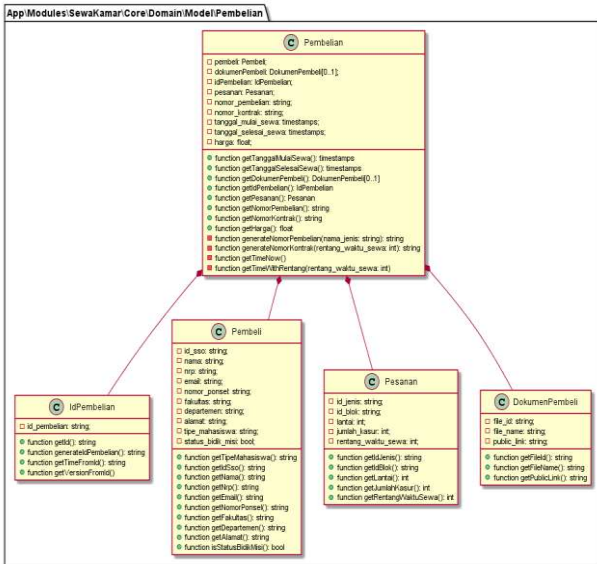 App\Modules\SewaKamar\Core\Domain\Model\Pembelian
C Pembelian
pembeli: Pembeli;
dokumenPembeli: DokumenPembeli[0..1];
idPembelian: IdPembelian;
pesanan: Pesanan;
nomor_pembelian: string;
nomor_kontrak: string;
tanggal_mulai_sewa: timestamps;
tanggal_selesai_sewa: timestamps;
harga: float;
function getTanggalMulaiSewa(): timestamps
function getTanggalSelesaiSewa(): timestamps
function getDokumenPembeli(): DokumenPembeli[0..1]
function getIdPembelian(): IdPembelian
function getPesanan(): Pesanan
function getNomorPembelian(): string
function getNomorKontrak(): string
function getHarga(): float
function generateNomorPembelian(nama_jenis: string): string
function generateNomorKontrak(rentang_waktu_sewa: int): string
function getTimeNow()
function getTimeWithRentang(rentang_waktu_sewa: int)
C IdPembelian
id_pembelian: string;
function getId(): string
function generateIdPembelian(): string
function getTimeFromId(): string
function getVersionFromId()
C Pembeli
id_sso: string;
nama: string;
nrp: string;
email: string;
nomor_ponsel: string;
fakultas: string;
departemen: string;
alamat: string;
tipe_mahasiswa: string;
status_bidik_misi: bool;
function getTipeMahasiswa(): string
function getIdSso(): string
function getNama(): string
function getNrp(): string
function getEmail(): string
function getNomorPonsel(): string
function getFakultas(): string
function getDepartemen(): string
function getAlamat(): string
function isStatusBidikMisi(): bool
C Pesanan
id_jenis: string;
id_blok: string;
lantai: int;
jumlah_kasur: int;
rentang_waktu_sewa: int;
function getIdJenis(): string
function getIdBlok(): string
function getLantai(): int
function getJumlahKasur(): int
function getRentangWaktuSewa(): int
C DokumenPembeli
file_id: string;
file_name: string;
public_link: string;
function getFileId(): string
function getFileName(): string
function getPublicLink(): string